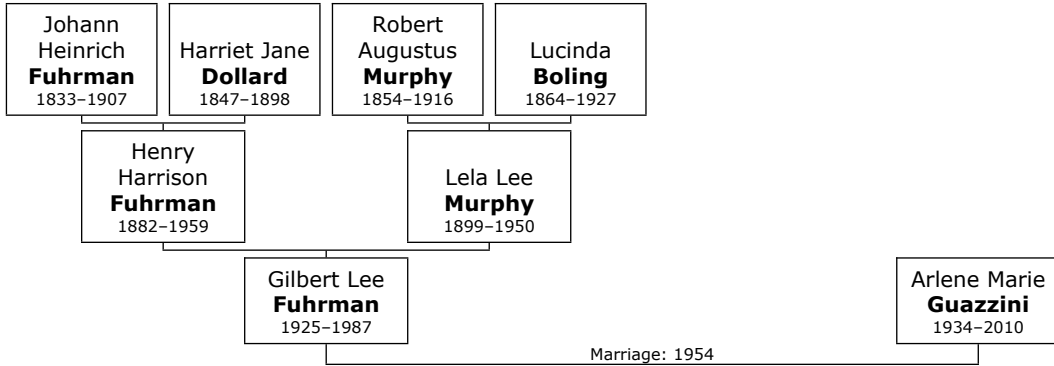 Johann
Heinrich
Fuhrman
1833–1907
Harriet Jane
Dollard
1847–1898
Robert
Augustus
Murphy
1854–1916
Lucinda
Boling
1864–1927
Henry
Harrison
Fuhrman
1882–1959
Lela Lee
Murphy
1899–1950
Gilbert Lee
Fuhrman
1925–1987
Arlene Marie
Guazzini
1934–2010
Marriage: 1954